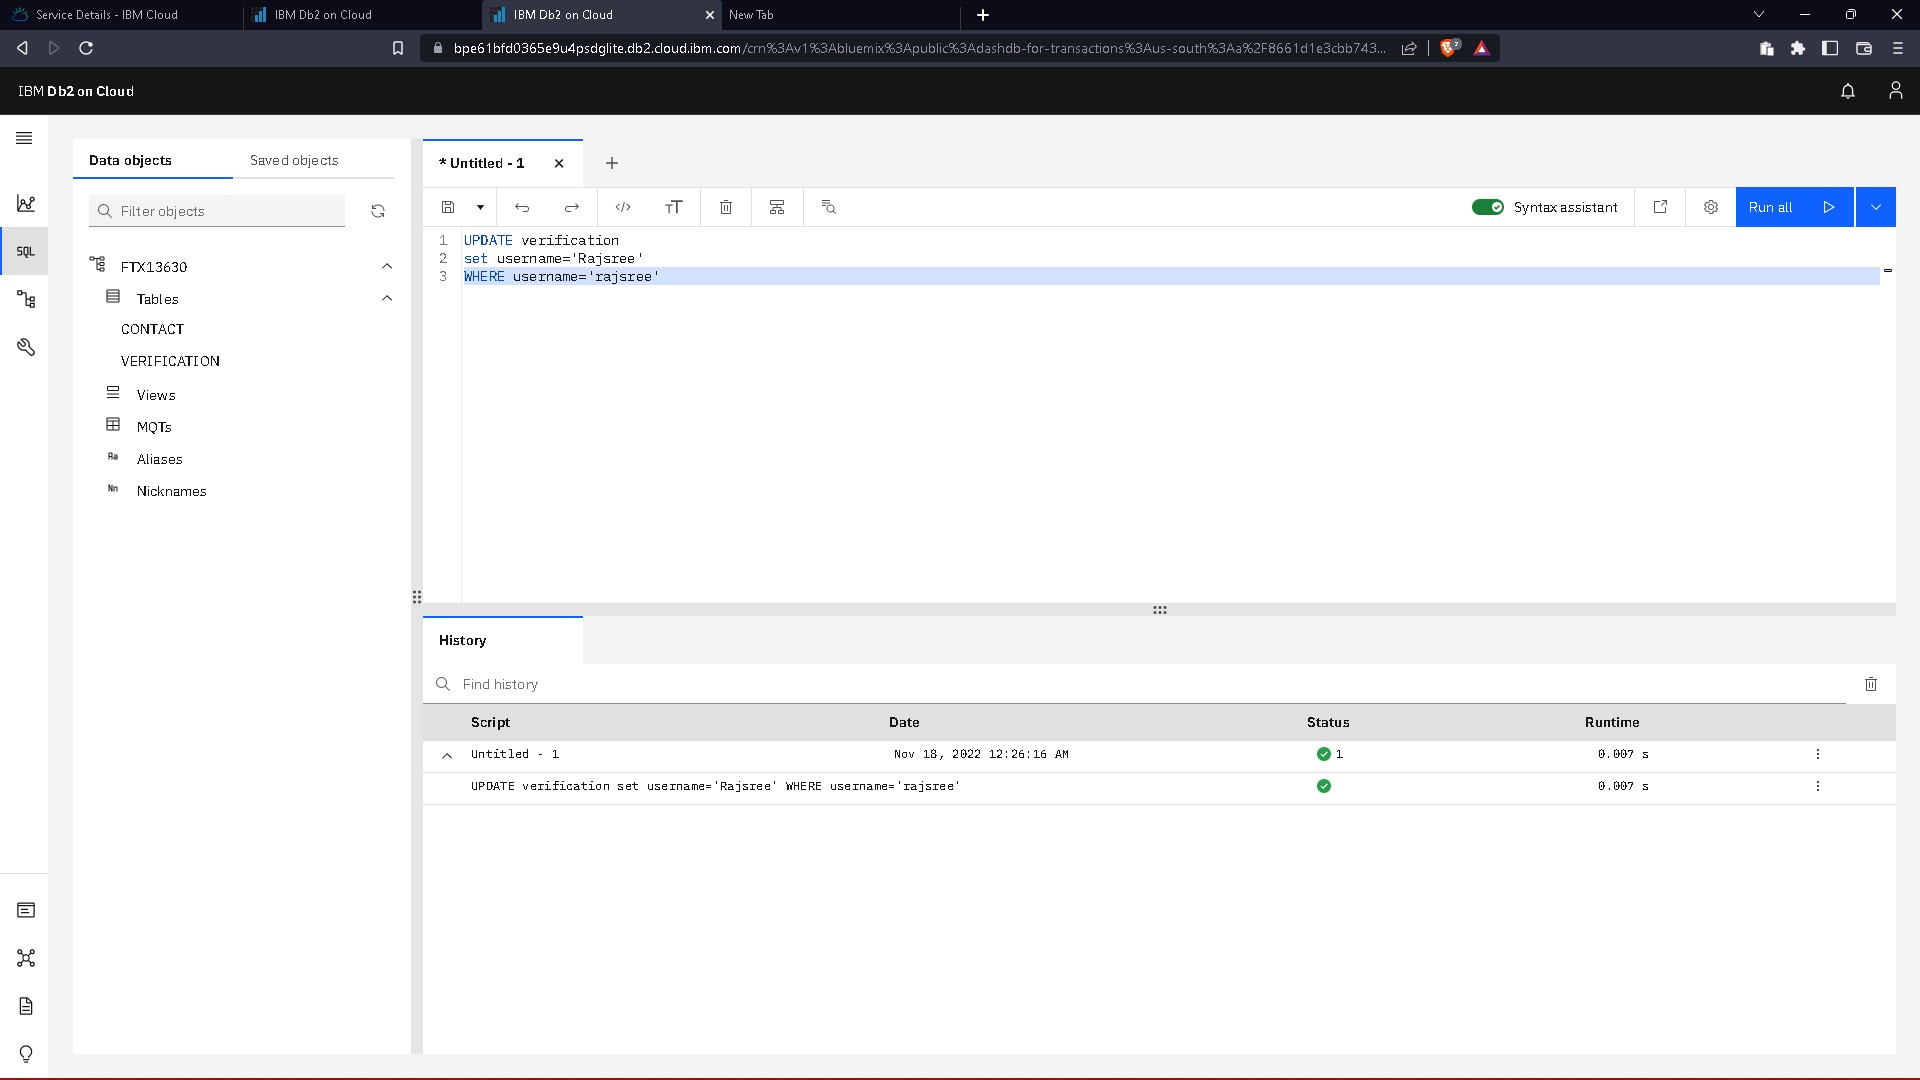 Service Details - IBM Cloud
IBM Db2 on Cloud
IBM Db2 on Cloud
New Tab
bpe61bfd0365e9u4psdglite.db2.cloud.ibm.com/crn%3Av1%3Abluemix%3Apublic%3Adashdb-for-transactions%3Aus-south%3Aa%2F8661d1e3cbb743...
2
IBM Db2 on Cloud
Data objects
Saved objects
* Untitled - 1
Filter objects
Syntax assistant
Run all
SQL
1 UPDATE verification
2 set username='Rajsree'
3 WHERE username='rajsree'
FTX13630
Tables
CONTACT
VERIFICATION
Views
MQTs
Aa Aliases
Nn Nicknames
History
Find history
Script Date Status Runtime
Untitled - 1 Nov 18, 2022 12:26:16 AM 1 0.007 s
UPDATE verification set username='Rajsree' WHERE username='rajsree' 0.007 s